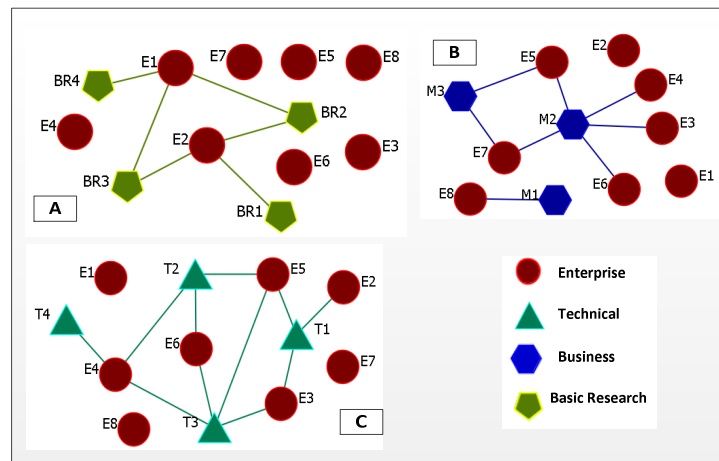 E1
E7
E5
E8
BR4
BR2
E4
E2
E3
E6
BR3
BR1
A
B
E2
E5
E4
M3
M2
E3
E7
E1
E6
E8
M1
E1
T2
E5
E2
T4
T1
E6
E7
E4
E3
E8
T3
C
Enterprise
Technical
Business
Basic Research